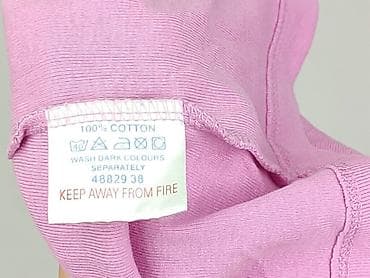 100% COTTON
WASH DARK COLOURS
SEPARATELY
48829 38
KEEP AWAY FROM FIRE